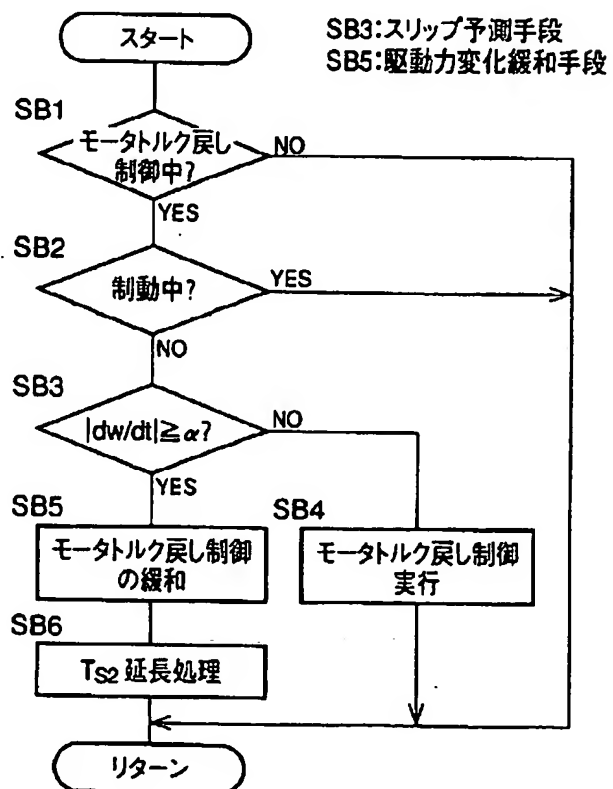 スタート
SB3:スリップ予測手段
SB5:駆動力変化緩和手段
SB1
モータトルク戻し
制御中?
NO
YES
SB2
制動中?
YES
NO
SB3
|dw/dt|≧α?
NO
YES
SB5
モータトルク戻し制御
の緩和
SB4
モータトルク戻し制御
実行
SB6
TS2 延長処理
リターン